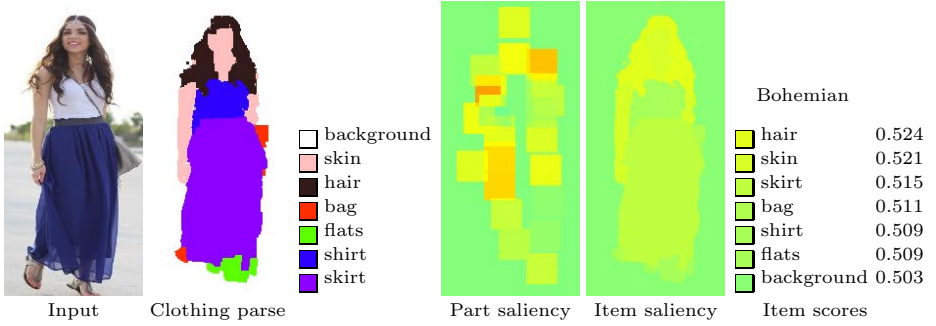 background
skin
hair
bag
flats
shirt
skirt
Bohemian
hair 0.524
skin 0.521
skirt 0.515
bag 0.511
shirt 0.509
flats 0.509
background 0.503
Input Clothing parse Part saliency Item saliency Item scores